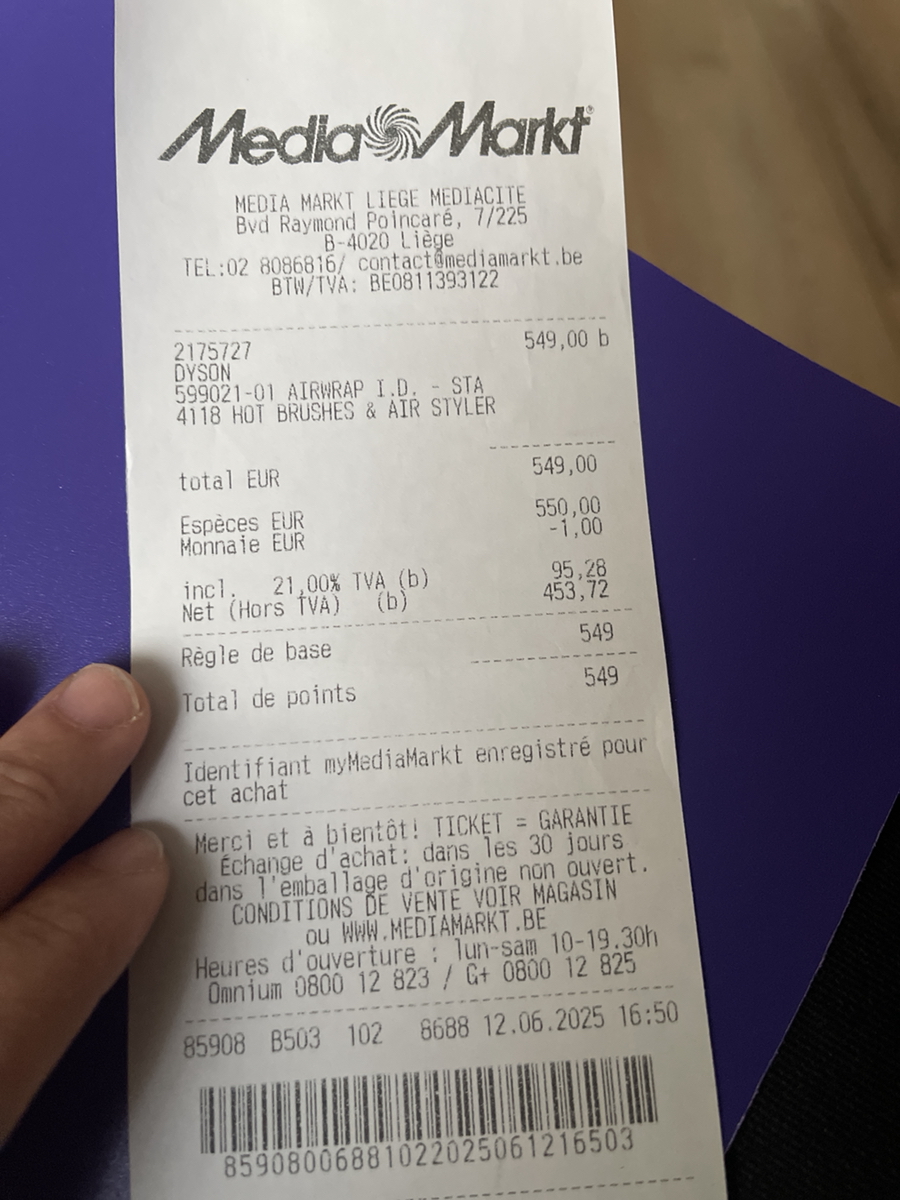 MediaMarkt®
MEDIA MARKT LIEGE MEDIACITE
Bvd Raymond Poincaré, 7/225
B-4020 Liège
TEL:02 8086816/ contact@mediamarkt.be
BTW/TVA: BE0811393122
2175727 549,00 b
DYSON
599021-01 AIRWRAP I.D. - STA
4118 HOT BRUSHES & AIR STYLER
total EUR 549,00
Espèces EUR 550,00
Monnaie EUR -1,00
incl. 21,00% TVA (b) 95,28
Net (Hors TVA) (b) 453,72
Règle de base 549
Total de points 549
Identifiant myMediaMarkt enregistré pour
cet achat
Merci et à bientôt! TICKET = GARANTIE
Échange d'achat: dans les 30 jours
dans l'emballage d'origine non ouvert.
CONDITIONS DE VENTE VOIR MAGASIN
ou WWW.MEDIAMARKT.BE
Heures d'ouverture : lun-sam 10-19.30h
Omnium 0800 12 823 / G+ 0800 12 825
85908 B503 102 8688 12.06.2025 16:50
85908006881022025061216503